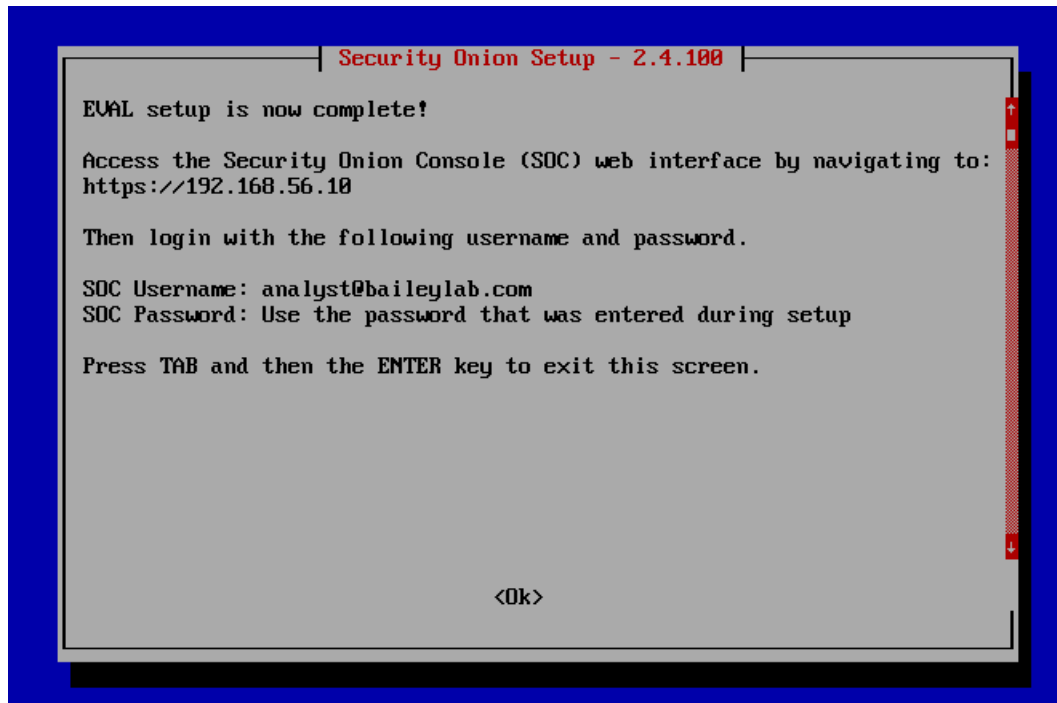 Security Onion Setup - 2.4.100
EVAL setup is now complete!
Access the Security Onion Console (SOC) web interface by navigating to:
https://192.168.56.10
Then login with the following username and password.
SOC Username: analyst@baileylab.com
SOC Password: Use the password that was entered during setup
Press TAB and then the ENTER key to exit this screen.
<Ok>